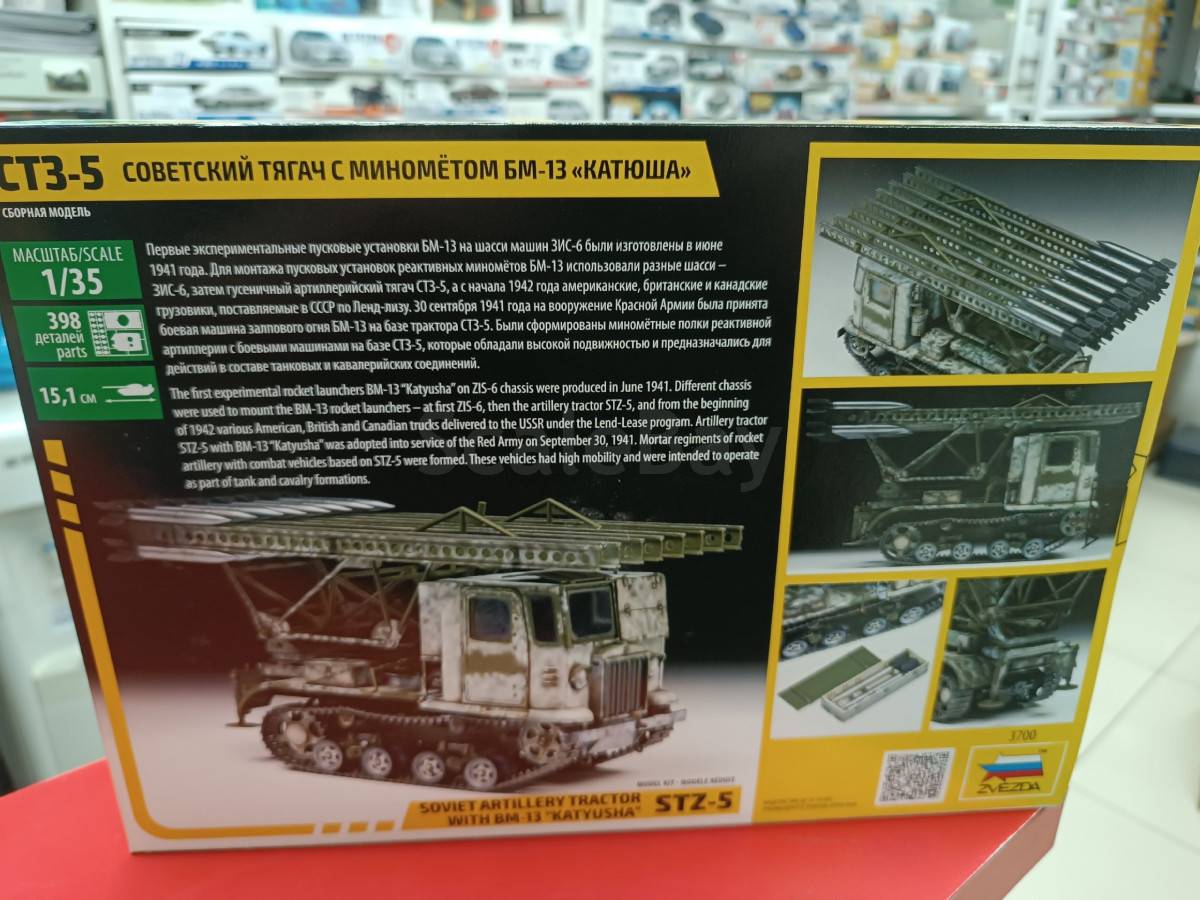 СТЗ-5 СОВЕТСКИЙ ТЯГАЧ С МИНОМЁТОМ БМ-13 «КАТЮША»
СБОРНАЯ МОДЕЛЬ
МАСШТАБ/SCALE
1/35
398
деталей
parts
15,1 см
Первые экспериментальные пусковые установки БМ-13 на шасси машин ЗИС-6 были изготовлены в июне
1941 года. Для монтажа пусковых установок реактивных миномётов БМ-13 использовали разные шасси –
ЗИС-6, затем гусеничный артиллерийский тягач СТЗ-5, а с начала 1942 года американские, британские и канадские
грузовики, поставляемые в СССР по Ленд-лизу. 30 сентября 1941 года на вооружение Красной Армии была принята
боевая машина залпового огня БМ-13 на базе трактора СТЗ-5. Были сформированы миномётные полки реактивной
артиллерии с боевыми машинами на базе СТЗ-5, которые обладали высокой подвижностью и предназначались для
действий в составе танковых и кавалерийских соединений.
The first experimental rocket launchers BM-13 "Katyusha" on ZIS-6 chassis were produced in June 1941. Different chassis
were used to mount the BM-13 rocket launchers – at first ZIS-6, then the artillery tractor STZ-5, and from the beginning
of 1942 various American, British and Canadian trucks delivered to the USSR under the Lend-Lease program. Artillery tractor
STZ-5 with BM-13 "Katyusha" was adopted into service of the Red Army on September 30, 1941. Mortar regiments of rocket
artillery with combat vehicles based on STZ-5 were formed. These vehicles had high mobility and were intended to operate
as part of tank and cavalry formations.
MODEL KIT - MODELE REDUIT
SOVIET ARTILLERY TRACTOR
WITH BM-13 "KATYUSHA"
STZ-5
3700
ZVEZDA